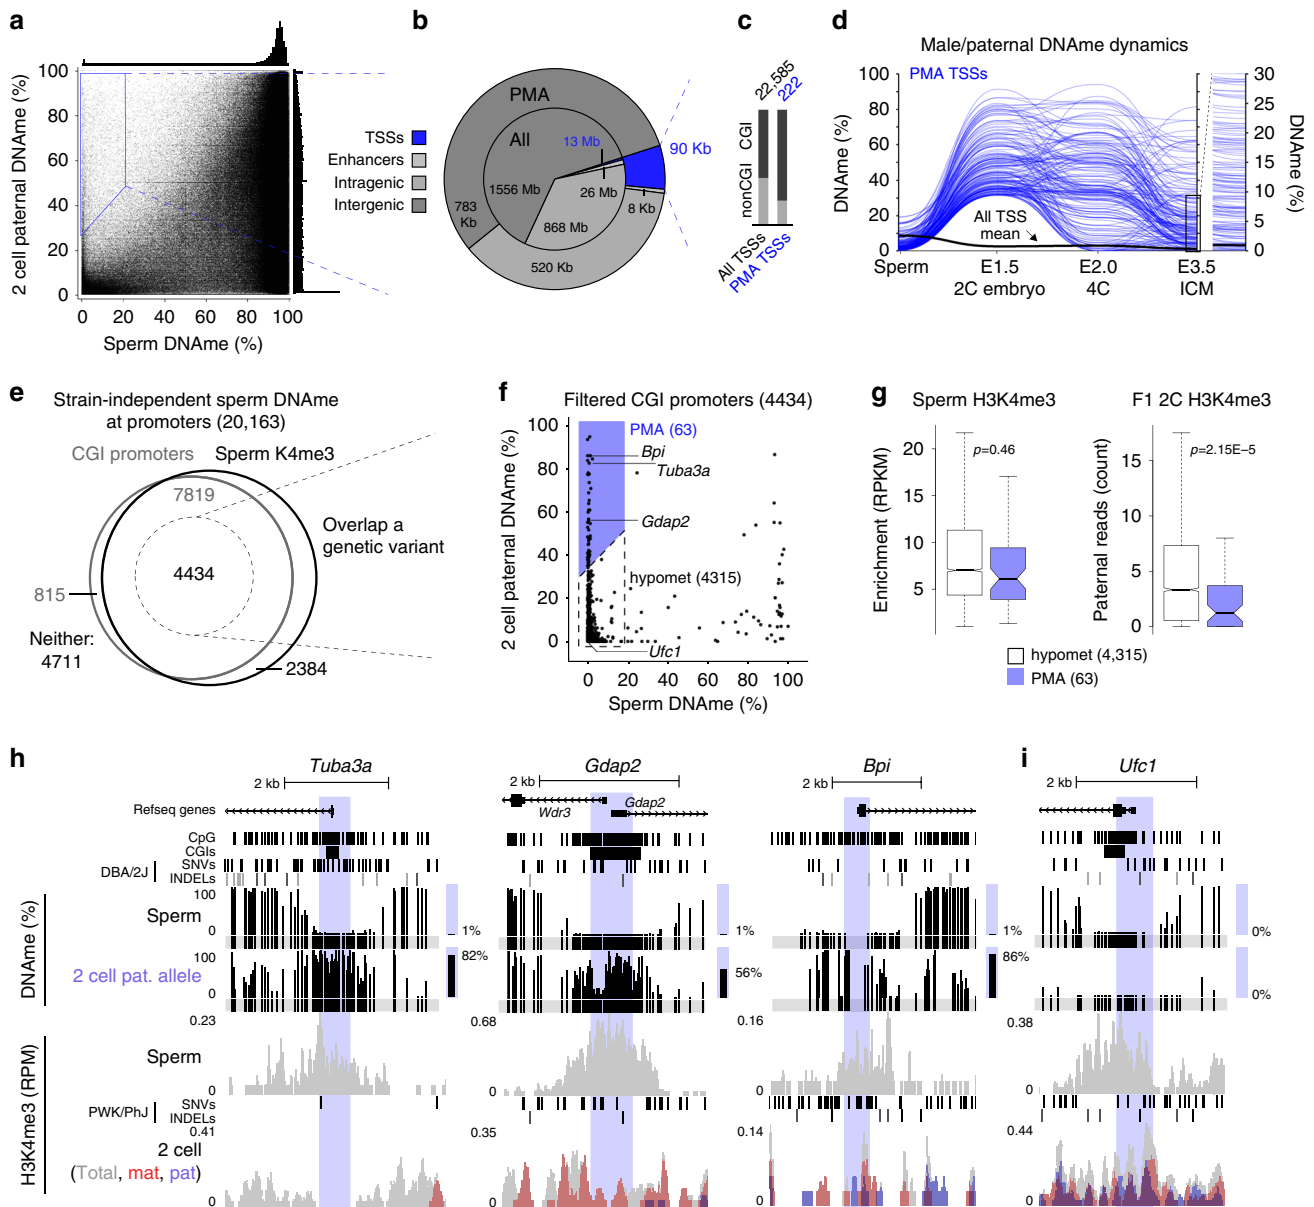 a
2 cell paternal DNAme (%)
100
80
60
40
20
0
0 20 40 60 80 100
Sperm DNAme (%)
b
TSSs
Enhancers
Intragenic
Intergenic
PMA
All
13 Mb
90 Kb
1556 Mb
26 Mb
783
Kb
8 Kb
868 Mb
520 Kb
c
22,585
222
nonCGI CGI
All TSSs
PMA TSSs
d
Male/paternal DNAme dynamics
PMA TSSs
DNAme (%)
100
80
60
40
20
0
All TSS
mean
30
25
20
15
10
5
0
DNAme (%)
Sperm E1.5 E2.0 E3.5
2C embryo 4C ICM
e
Strain-independent sperm DNAme
at promoters (20,163)
CGI promoters Sperm K4me3
7819
Overlap a
genetic variant
4434
815
Neither:
4711
2384
f
Filtered CGI promoters (4434)
2 cell paternal DNAme (%)
100
80
60
40
20
0
PMA (63)
Bpi
Tuba3a
Gdap2
hypomet (4315)
Ufc1
0 20 40 60 80 100
Sperm DNAme (%)
g
Sperm H3K4me3
Enrichment (RPKM)
20
15
10
5
p=0.46
F1 2C H3K4me3
Paternal reads (count)
15
10
5
0
p=2.15E–5
hypomet (4,315)
PMA (63)
h
Tuba3a
2 kb
Gdap2
2 kb
Bpi
2 kb
i
Ufc1
2 kb
Refseq genes
Wdr3
Gdap2
CpG
CGIs
DBA/2J
SNVs
INDELs
DNAme (%)
100
Sperm
0
1%
1%
1%
0%
100
2 cell pat. allele
0
82%
56%
86%
0%
H3K4me3 (RPM)
0.23
0.68
0.16
0.38
Sperm
0
0
0
0
PWK/PhJ
SNVs
INDELs
0.41
0.35
0.14
0.44
2 cell
(Total, mat, pat)
0
0
0
0